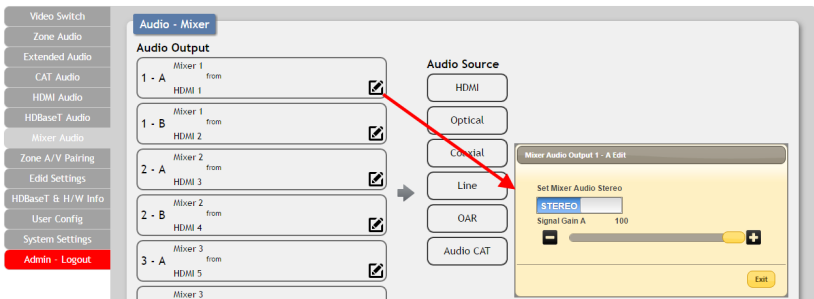 Video Switch
Zone Audio
Extended Audio
CAT Audio
HDMI Audio
HDBaseT Audio
Mixer Audio
Zone A/V Pairing
Edid Settings
HDBaseT & H/W Info
User Config
System Settings
Admin - Logout
Audio - Mixer
Audio Output
Mixer 1
1 - A from
HDMI 1
Mixer 1
1 - B from
HDMI 2
Mixer 2
2 - A from
HDMI 3
Mixer 2
2 - B from
HDMI 4
Mixer 3
3 - A from
HDMI 5
Mixer 3
Audio Source
HDMI
Optical
Coaxial
Line
OAR
Audio CAT
Mixer Audio Output 1 - A Edit
Set Mixer Audio Stereo
STEREO
Signal Gain A 100
Exit